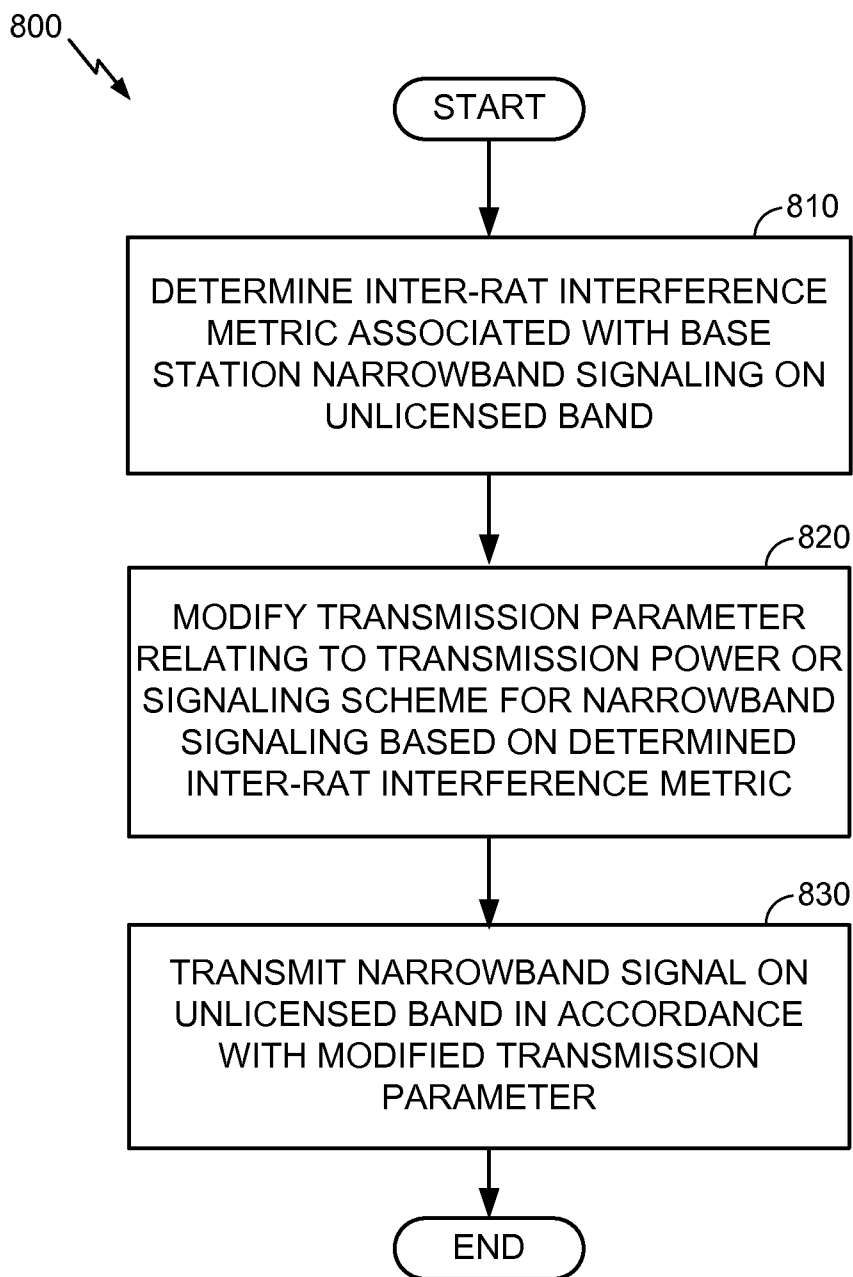 800
START
810
DETERMINE INTER-RAT INTERFERENCE
METRIC ASSOCIATED WITH BASE
STATION NARROWBAND SIGNALING ON
UNLICENSED BAND
820
MODIFY TRANSMISSION PARAMETER
RELATING TO TRANSMISSION POWER OR
SIGNALING SCHEME FOR NARROWBAND
SIGNALING BASED ON DETERMINED
INTER-RAT INTERFERENCE METRIC
830
TRANSMIT NARROWBAND SIGNAL ON
UNLICENSED BAND IN ACCORDANCE
WITH MODIFIED TRANSMISSION
PARAMETER
END